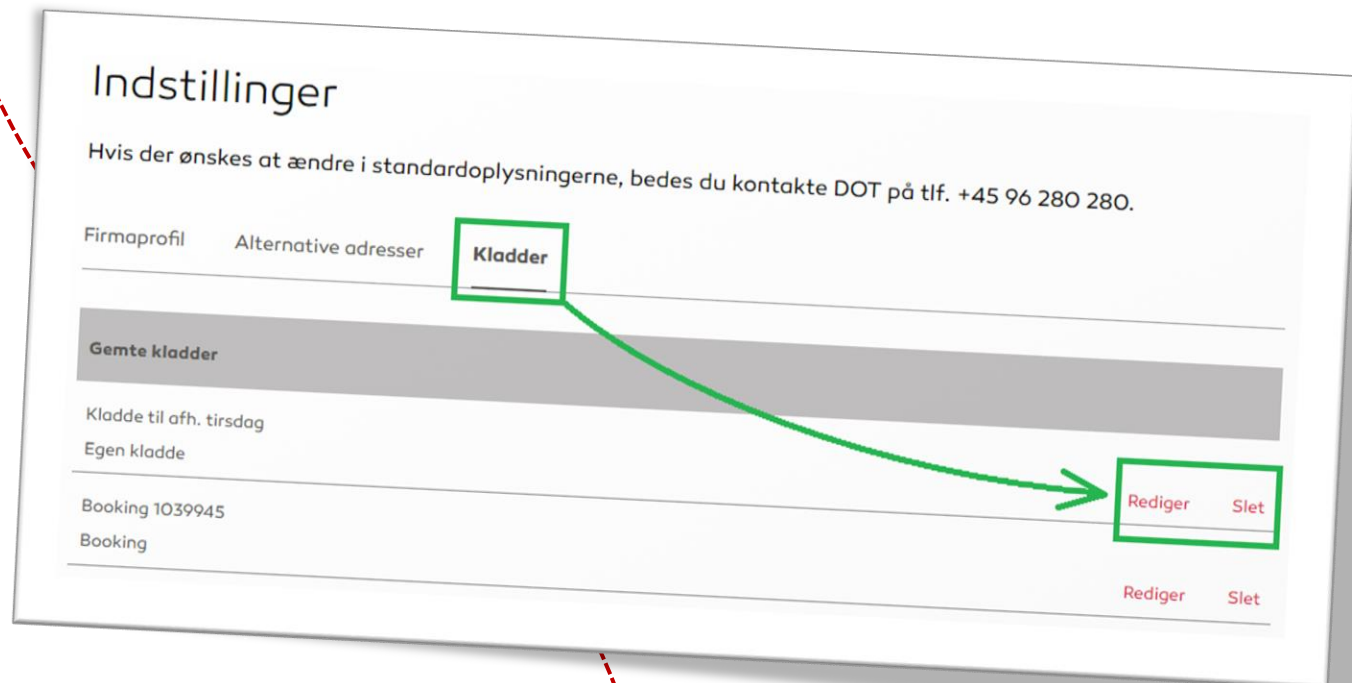 Indstillinger
Hvis der ønskes at ændre i standardoplysningerne, bedes du kontakte DOT på tlf. +45 96 280 280.
Firmaprofil Alternative adresser Kladder
Gemte kladder
Kladde til afh. tirsdag
Egen kladde
Rediger Slet
Booking 1039945
Booking
Rediger Slet